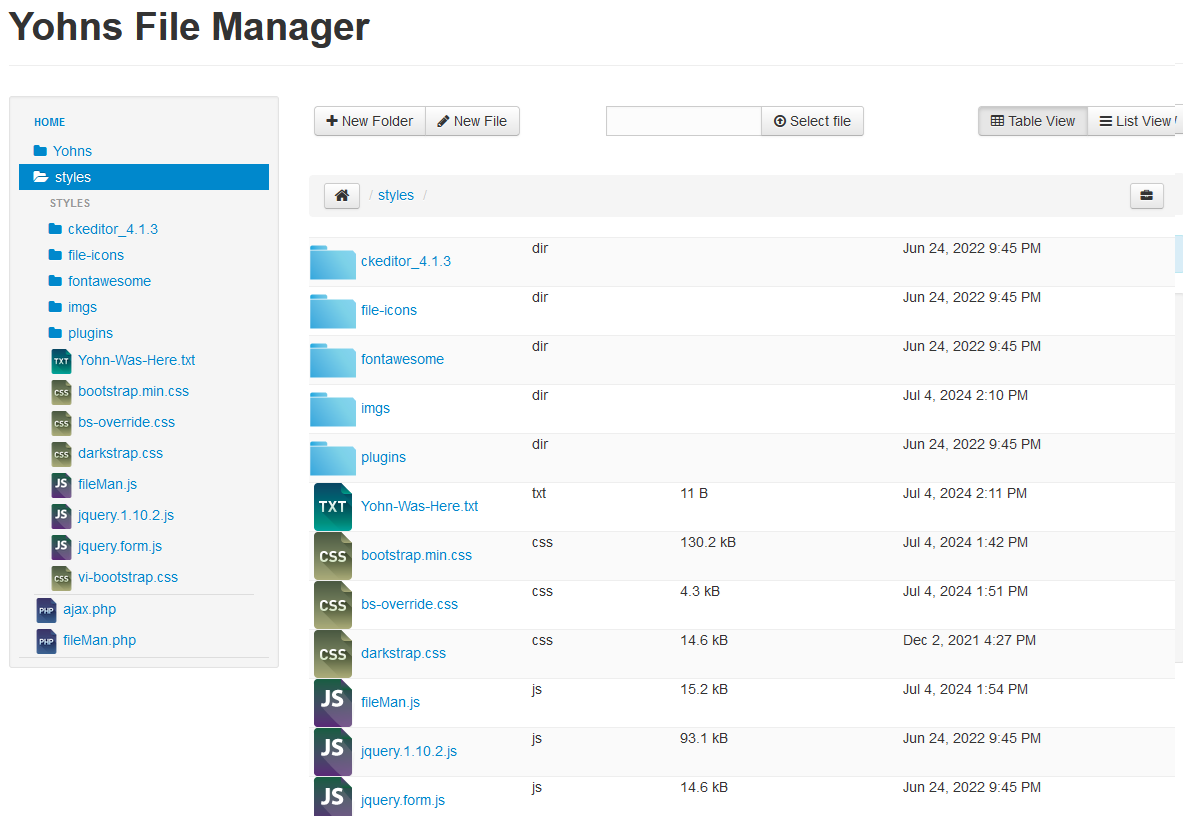 Yohns File Manager
HOME
Yohns
styles
STYLES
ckeditor_4.1.3
file-icons
fontawesome
imgs
plugins
TXT Yohn-Was-Here.txt
CSS bootstrap.min.css
CSS bs-override.css
CSS darkstrap.css
JS fileMan.js
JS jquery.1.10.2.js
JS jquery.form.js
CSS vi-bootstrap.css
PHP ajax.php
PHP fileMan.php
New Folder New File Select file Table View List View
/ styles /
ckeditor_4.1.3 dir Jun 24, 2022 9:45 PM
file-icons dir Jun 24, 2022 9:45 PM
fontawesome dir Jun 24, 2022 9:45 PM
imgs dir Jul 4, 2024 2:10 PM
plugins dir Jun 24, 2022 9:45 PM
TXT Yohn-Was-Here.txt txt 11 B Jul 4, 2024 2:11 PM
CSS bootstrap.min.css css 130.2 kB Jul 4, 2024 1:42 PM
CSS bs-override.css css 4.3 kB Jul 4, 2024 1:51 PM
CSS darkstrap.css css 14.6 kB Dec 2, 2021 4:27 PM
JS fileMan.js js 15.2 kB Jul 4, 2024 1:54 PM
JS jquery.1.10.2.js js 93.1 kB Jun 24, 2022 9:45 PM
JS jquery.form.js js 14.6 kB Jun 24, 2022 9:45 PM